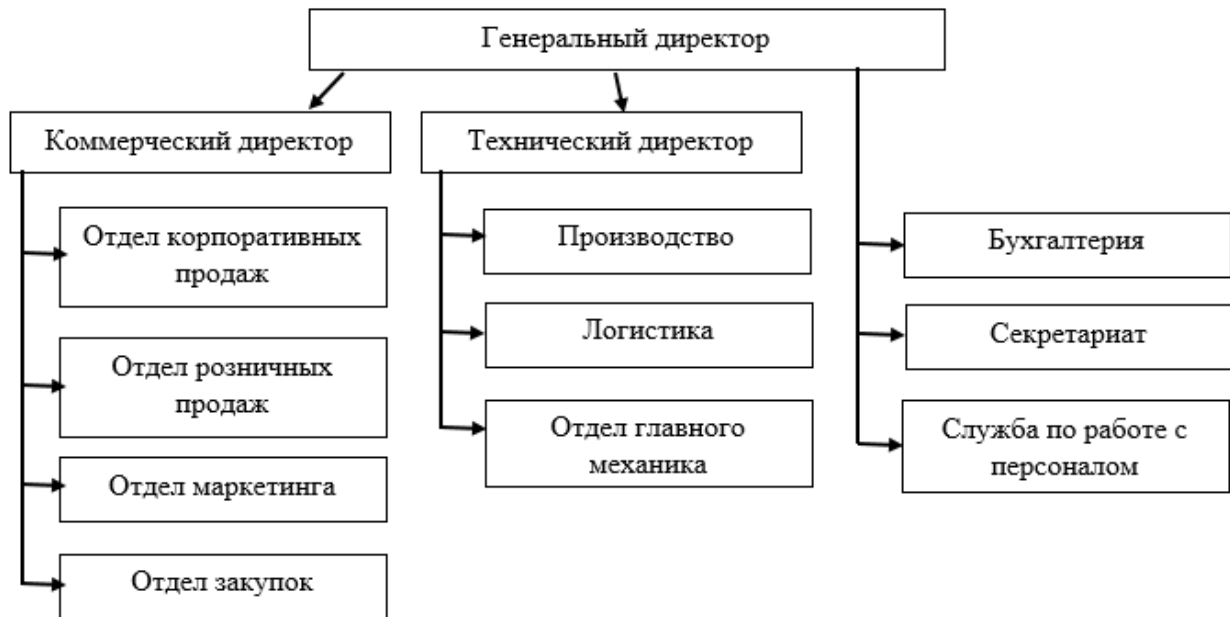 Генеральный директор
Коммерческий директор
Технический директор
Отдел корпоративных
продаж
Отдел розничных
продаж
Отдел маркетинга
Отдел закупок
Производство
Логистика
Отдел главного
механика
Бухгалтерия
Секретариат
Служба по работе с
персоналом